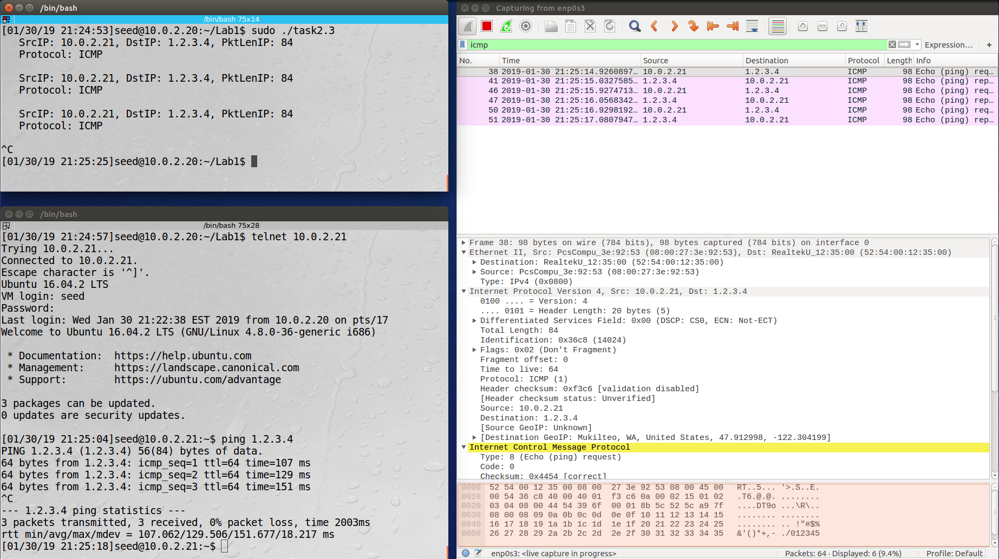 /bin/bash
/bin/bash 75x14
[01/30/19 21:24:53]seed@10.0.2.20:~/Lab1$ sudo ./task2.3
SrcIP: 10.0.2.21, DstIP: 1.2.3.4, PktLenIP: 84
Protocol: ICMP
SrcIP: 10.0.2.21, DstIP: 1.2.3.4, PktLenIP: 84
Protocol: ICMP
SrcIP: 10.0.2.21, DstIP: 1.2.3.4, PktLenIP: 84
Protocol: ICMP
^C
[01/30/19 21:25:25]seed@10.0.2.20:~/Lab1$
/bin/bash
/bin/bash 75x28
[01/30/19 21:24:57]seed@10.0.2.20:~/Lab1$ telnet 10.0.2.21
Trying 10.0.2.21...
Connected to 10.0.2.21.
Escape character is '^]'.
Ubuntu 16.04.2 LTS
VM login: seed
Password:
Last login: Wed Jan 30 21:22:38 EST 2019 from 10.0.2.20 on pts/17
Welcome to Ubuntu 16.04.2 LTS (GNU/Linux 4.8.0-36-generic i686)
* Documentation:  https://help.ubuntu.com
* Management:     https://landscape.canonical.com
* Support:        https://ubuntu.com/advantage
3 packages can be updated.
0 updates are security updates.
[01/30/19 21:25:04]seed@10.0.2.21:~$ ping 1.2.3.4
PING 1.2.3.4 (1.2.3.4) 56(84) bytes of data.
64 bytes from 1.2.3.4: icmp_seq=1 ttl=64 time=107 ms
64 bytes from 1.2.3.4: icmp_seq=2 ttl=64 time=129 ms
64 bytes from 1.2.3.4: icmp_seq=3 ttl=64 time=151 ms
^C
--- 1.2.3.4 ping statistics ---
3 packets transmitted, 3 received, 0% packet loss, time 2003ms
rtt min/avg/max/mdev = 107.062/129.506/151.677/18.217 ms
[01/30/19 21:25:18]seed@10.0.2.21:~$
Capturing from enp0s3
icmp Expression… +
No. Time Source Destination Protocol Length Info
38 2019-01-30 21:25:14.9260897… 10.0.2.21 1.2.3.4 ICMP 98 Echo (ping) req…
41 2019-01-30 21:25:15.0327585… 1.2.3.4 10.0.2.21 ICMP 98 Echo (ping) rep…
46 2019-01-30 21:25:15.9274713… 10.0.2.21 1.2.3.4 ICMP 98 Echo (ping) req…
47 2019-01-30 21:25:16.0568342… 1.2.3.4 10.0.2.21 ICMP 98 Echo (ping) rep…
50 2019-01-30 21:25:16.9298192… 10.0.2.21 1.2.3.4 ICMP 98 Echo (ping) req…
51 2019-01-30 21:25:17.0807947… 1.2.3.4 10.0.2.21 ICMP 98 Echo (ping) rep…
Frame 38: 98 bytes on wire (784 bits), 98 bytes captured (784 bits) on interface 0
Ethernet II, Src: PcsCompu_3e:92:53 (08:00:27:3e:92:53), Dst: RealtekU_12:35:00 (52:54:00:12:35:00)
Destination: RealtekU_12:35:00 (52:54:00:12:35:00)
Source: PcsCompu_3e:92:53 (08:00:27:3e:92:53)
Type: IPv4 (0x0800)
Internet Protocol Version 4, Src: 10.0.2.21, Dst: 1.2.3.4
0100 .... = Version: 4
.... 0101 = Header Length: 20 bytes (5)
Differentiated Services Field: 0x00 (DSCP: CS0, ECN: Not-ECT)
Total Length: 84
Identification: 0x36c8 (14024)
Flags: 0x02 (Don't Fragment)
Fragment offset: 0
Time to live: 64
Protocol: ICMP (1)
Header checksum: 0xf3c6 [validation disabled]
[Header checksum status: Unverified]
Source: 10.0.2.21
Destination: 1.2.3.4
[Source GeoIP: Unknown]
[Destination GeoIP: Mukilteo, WA, United States, 47.912998, -122.304199]
Internet Control Message Protocol
Type: 8 (Echo (ping) request)
Code: 0
Checksum: 0x4454 [correct]
0000 52 54 00 12 35 00 08 00 27 3e 92 53 08 00 45 00 RT..5... '>.S..E.
0010 00 54 36 c8 40 00 40 01 f3 c6 0a 00 02 15 01 02 .T6.@.@. ........
0020 03 04 08 00 44 54 39 6f 00 01 8b 5c 52 5c a9 7f ....DT9o ...\R\..
0030 08 00 08 09 0a 0b 0c 0d 0e 0f 10 11 12 13 14 15 ........ ........
0040 16 17 18 19 1a 1b 1c 1d 1e 1f 20 21 22 23 24 25 ........ .. !"#$%
0050 26 27 28 29 2a 2b 2c 2d 2e 2f 30 31 32 33 34 35 &'()*+,- ./012345
enp0s3: <live capture in progress> Packets: 64 · Displayed: 6 (9.4%) Profile: Default